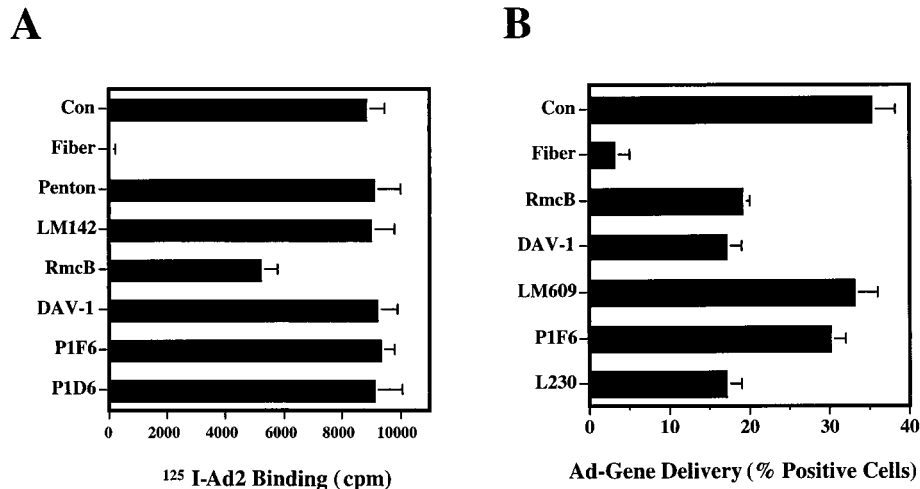 A
Con
Fiber
Penton
LM142
RmcB
DAV-1
P1F6
P1D6
0 2000 4000 6000 8000 10000
125 I-Ad2 Binding (cpm)
B
Con
Fiber
RmcB
DAV-1
LM609
P1F6
L230
0 10 20 30 40
Ad-Gene Delivery (% Positive Cells)